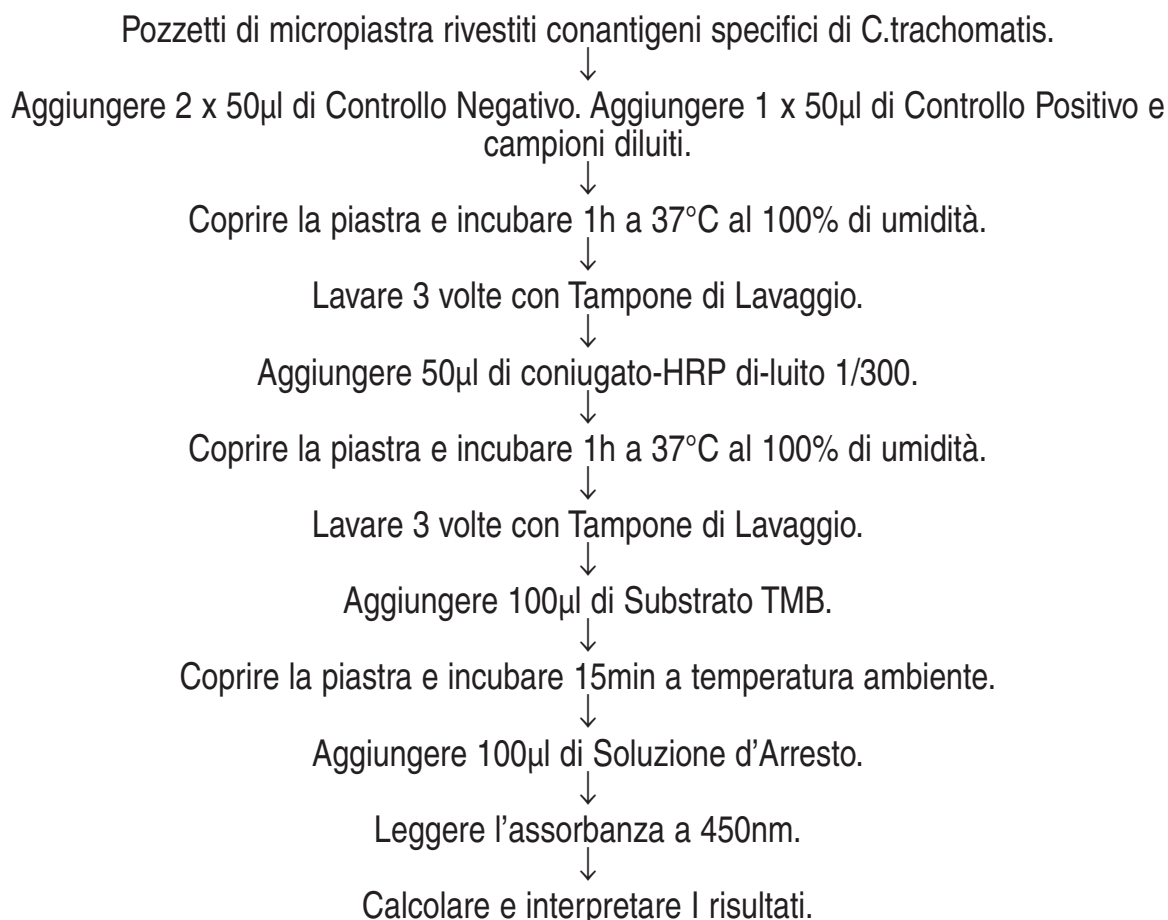 Pozzetti di micropiastra rivestiti conantigeni specifici di C.trachomatis.
↓
Aggiungere 2 x 50µl di Controllo Negativo. Aggiungere 1 x 50µl di Controllo Positivo e
campioni diluiti.
↓
Coprire la piastra e incubare 1h a 37°C al 100% di umidità.
↓
Lavare 3 volte con Tampone di Lavaggio.
↓
Aggiungere 50µl di coniugato-HRP di-luito 1/300.
↓
Coprire la piastra e incubare 1h a 37°C al 100% di umidità.
↓
Lavare 3 volte con Tampone di Lavaggio.
↓
Aggiungere 100µl di Substrato TMB.
↓
Coprire la piastra e incubare 15min a temperatura ambiente.
↓
Aggiungere 100µl di Soluzione d’Arresto.
↓
Leggere l’assorbanza a 450nm.
↓
Calcolare e interpretare I risultati.